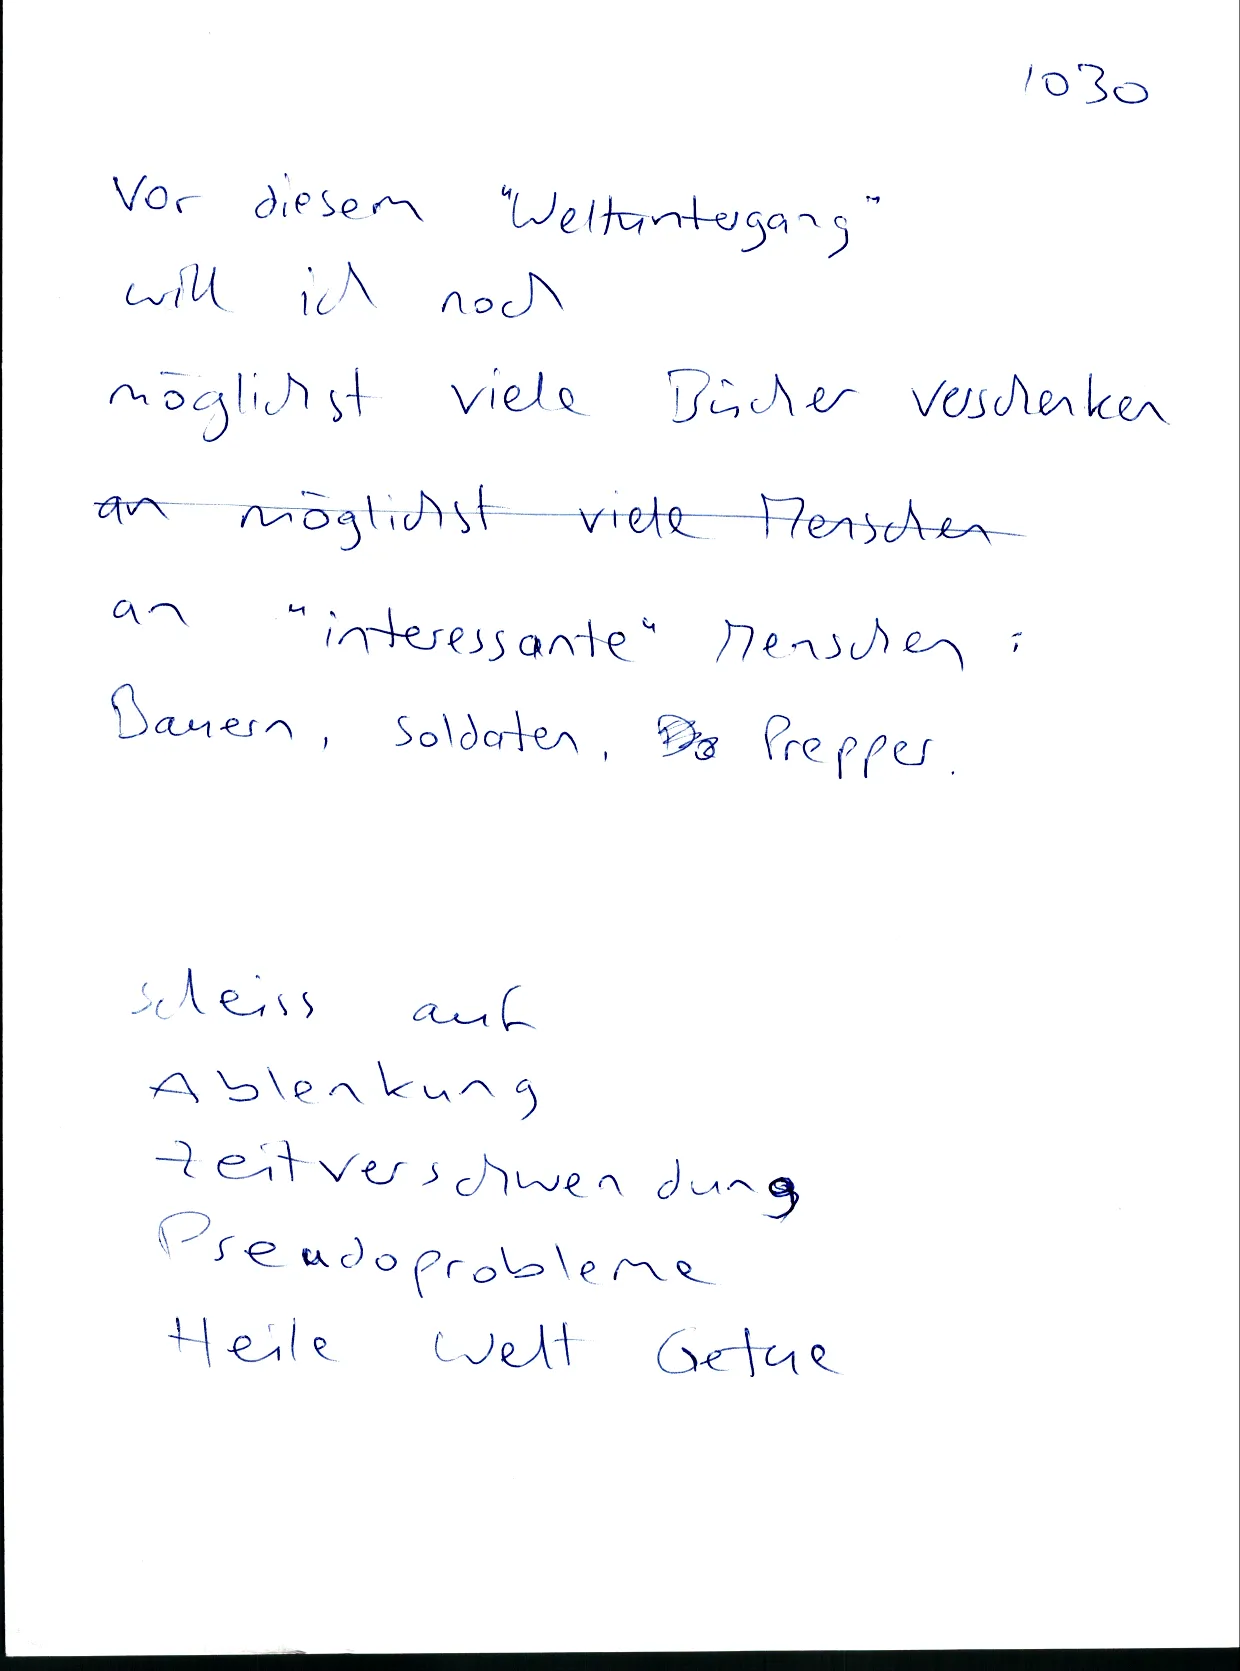 1030
Vor diesem "Weltuntergang"
will ich noch
möglichst viele Bücher verschenken
an möglichst viele Menschen
an "interessante" Menschen:
Bauern, Soldaten, Prepper.
scheiss auf
Ablenkung
Zeitverschwendung
Pseudoprobleme
Heile Welt Getue